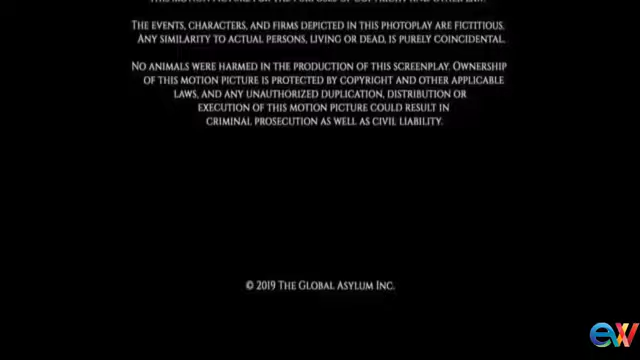 THE EVENTS, CHARACTERS, AND FIRMS DEPICTED IN THIS PHOTOPLAY ARE FICTITIOUS.
ANY SIMILARITY TO ACTUAL PERSONS, LIVING OR DEAD, IS PURELY COINCIDENTAL.
NO ANIMALS WERE HARMED IN THE PRODUCTION OF THIS SCREENPLAY. OWNERSHIP
OF THIS MOTION PICTURE IS PROTECTED BY COPYRIGHT AND OTHER APPLICABLE
LAWS, AND ANY UNAUTHORIZED DUPLICATION, DISTRIBUTION OR
EXECUTION OF THIS MOTION PICTURE COULD RESULT IN
CRIMINAL PROSECUTION AS WELL AS CIVIL LIABILITY.
© 2019 THE GLOBAL ASYLUM INC.